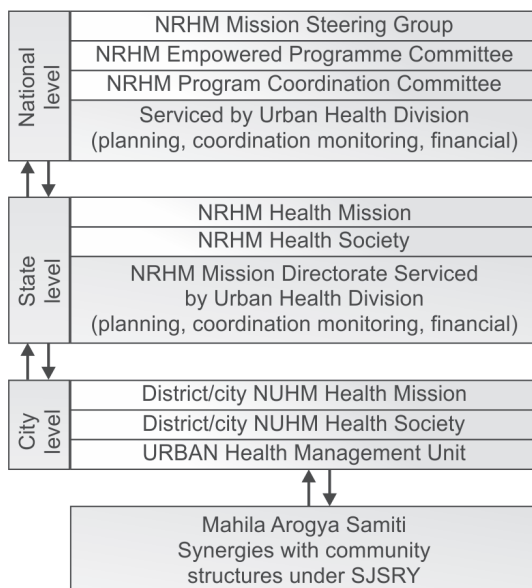 National
level
NRHM Mission Steering Group
NRHM Empowered Programme Committee
NRHM Program Coordination Committee
Serviced by Urban Health Division
(planning, coordination monitoring, financial)
State
level
NRHM Health Mission
NRHM Health Society
NRHM Mission Directorate Serviced
by Urban Health Division
(planning, coordination monitoring, financial)
City
level
District/city NUHM Health Mission
District/city NUHM Health Society
URBAN Health Management Unit
Mahila Arogya Samiti
Synergies with community
structures under SJSRY